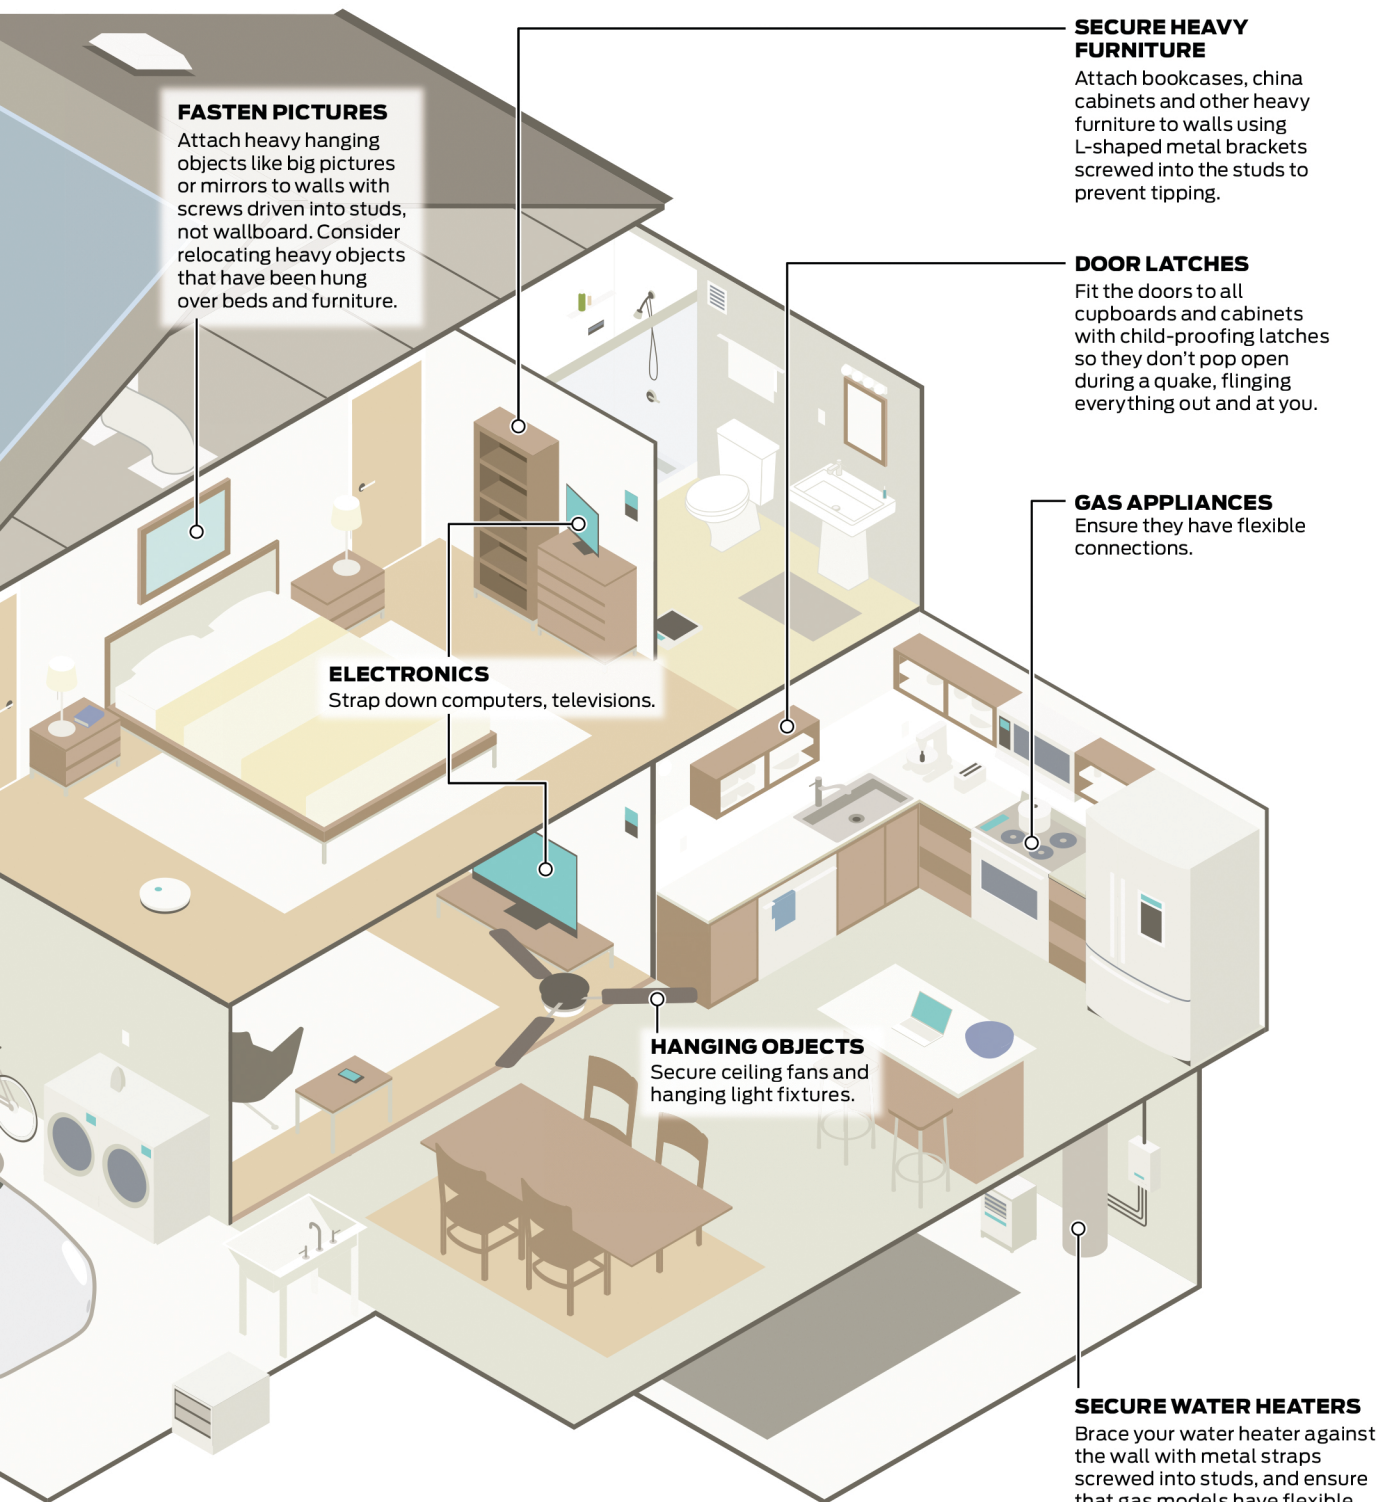 SECURE HEAVY
FURNITURE
Attach bookcases, china
cabinets and other heavy
furniture to walls using
L-shaped metal brackets
screwed into the studs to
prevent tipping.
FASTEN PICTURES
Attach heavy hanging
objects like big pictures
or mirrors to walls with
screws driven into studs,
not wallboard. Consider
relocating heavy objects
that have been hung
over beds and furniture.
DOOR LATCHES
Fit the doors to all
cupboards and cabinets
with child-proofing latches
so they don’t pop open
during a quake, flinging
everything out and at you.
GAS APPLIANCES
Ensure they have flexible
connections.
ELECTRONICS
Strap down computers, televisions.
HANGING OBJECTS
Secure ceiling fans and
hanging light fixtures.
SECURE WATER HEATERS
Brace your water heater against
the wall with metal straps
screwed into studs, and ensure
that gas models have flexible